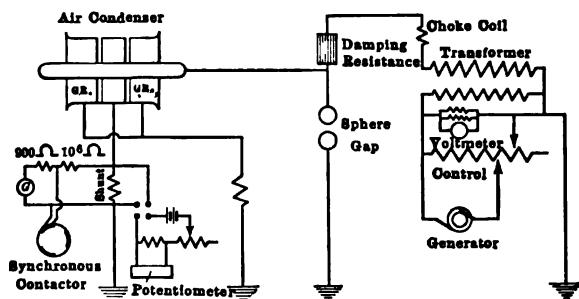 Air Condenser
G.R.
G.R.
Choke Coil
Damping
Resistance
Transformer
Sphere
Gap
Voltmeter
Control
Generator
900 Ω 10⁶ Ω
G
Shunt
Synchronous
Contactor
Potentiometer